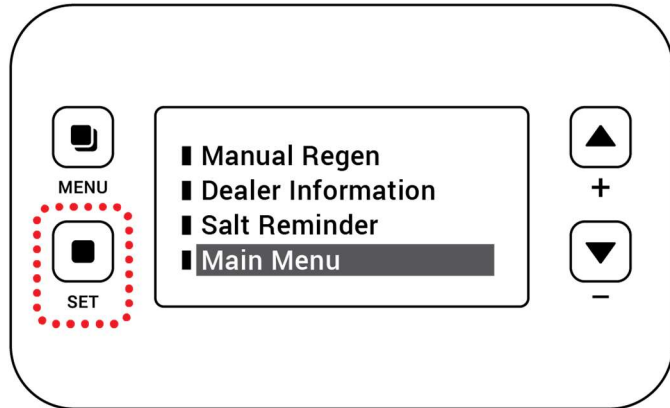 MENU
SET
Manual Regen
Dealer Information
Salt Reminder
Main Menu
+
−